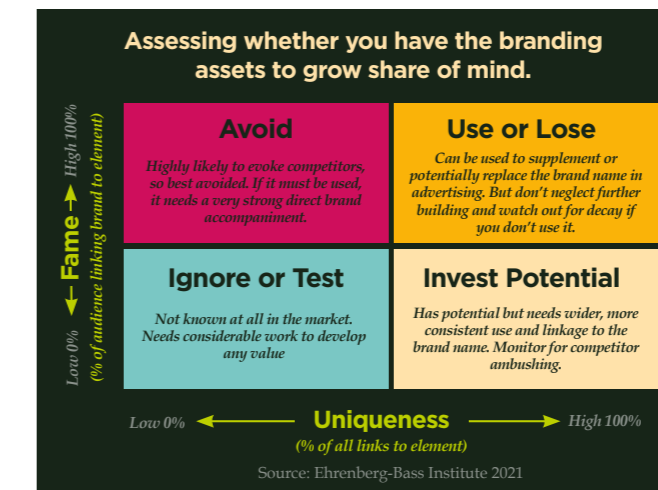 Assessing whether you have the branding
assets to grow share of mind.
Low 0% Fame High 100%
(% of audience linking brand to element)
Avoid
Highly likely to evoke competitors,
so best avoided. If it must be used,
it needs a very strong direct brand
accompaniment.
Use or Lose
Can be used to supplement or
potentially replace the brand name in
advertising. But don't neglect further
building and watch out for decay if
you don't use it.
Ignore or Test
Not known at all in the market.
Needs considerable work to develop
any value
Invest Potential
Has potential but needs wider, more
consistent use and linkage to the
brand name. Monitor for competitor
ambushing.
Low 0% Uniqueness High 100%
(% of all links to element)
Source: Ehrenberg-Bass Institute 2021